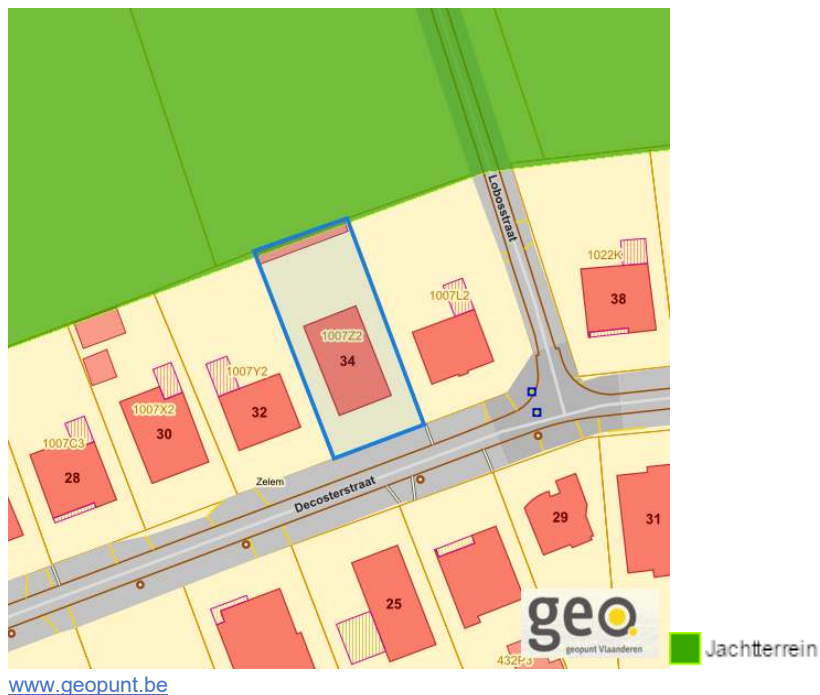 Lobosstraat
1022K
38
1007L2
1007Z2
34
1007Y2
32
1007X2
30
1007C3
28
Zelem
Decosterstraat
29
31
25
geo
geopunt Vlaanderen
432P3
Jachtterrein
www.geopunt.be